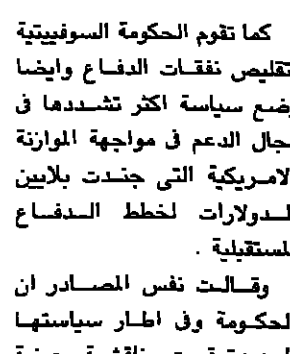 كما تقوم الحكومة السوفييتية
تقليص نفقات الدفاع وايضا
ضع سياسة اكثر تشددها فى
جال الدعم فى مواجهة الموازنة
لامريكية التى جندت بلايين
لدولارات لخطط الدفاع
لمستقبلية .
وقالت نفس المصادر ان
لحكومة وفى اطار سياستها